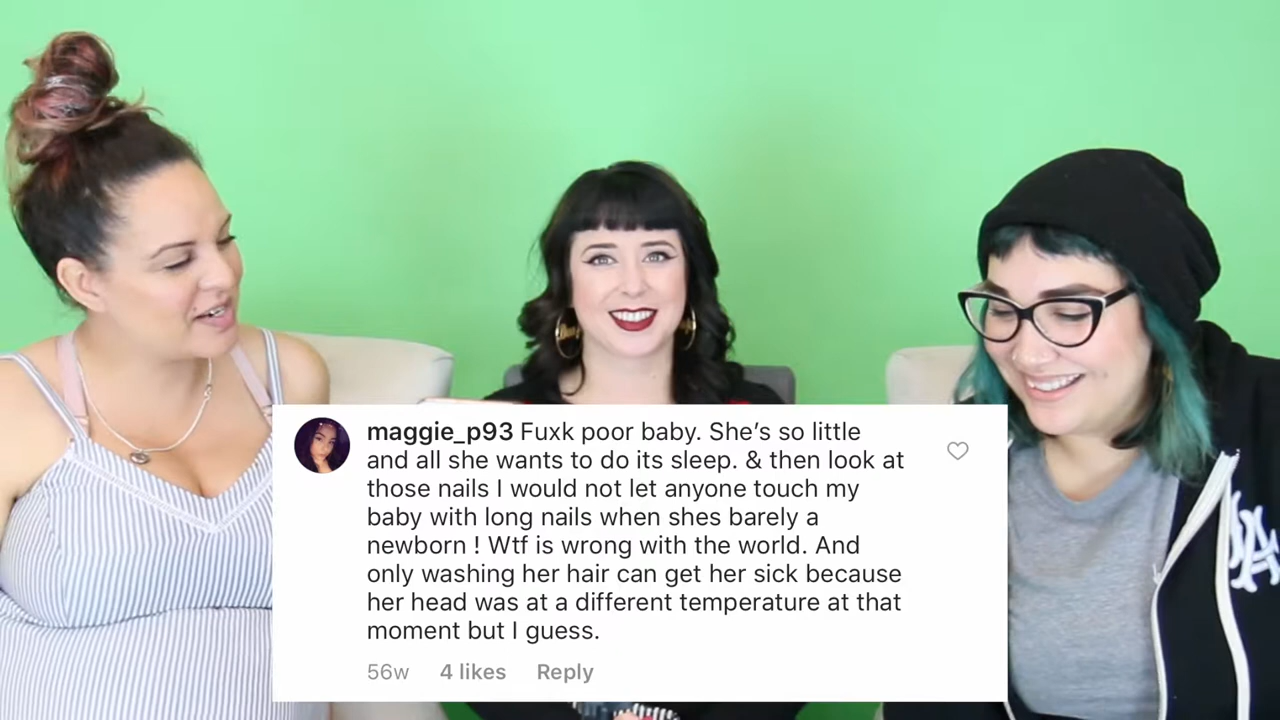 maggie_p93 Fuxk poor baby. She’s so little
and all she wants to do its sleep. & then look at
those nails I would not let anyone touch my
baby with long nails when shes barely a
newborn ! Wtf is wrong with the world. And
only washing her hair can get her sick because
her head was at a different temperature at that
moment but I guess.
56w 4 likes Reply